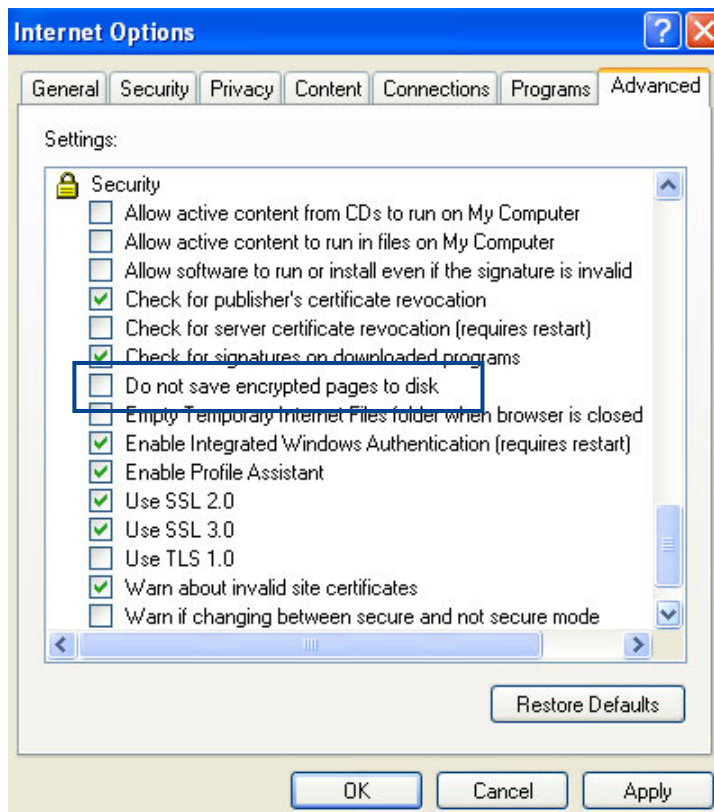 Internet Options
General Security Privacy Content Connections Programs Advanced
Settings:
Security
Allow active content from CDs to run on My Computer
Allow active content to run in files on My Computer
Allow software to run or install even if the signature is invalid
Check for publisher's certificate revocation
Check for server certificate revocation (requires restart)
Check for signatures on downloaded programs
Do not save encrypted pages to disk
Empty Temporary Internet Files folder when browser is closed
Enable Integrated Windows Authentication (requires restart)
Enable Profile Assistant
Use SSL 2.0
Use SSL 3.0
Use TLS 1.0
Warn about invalid site certificates
Warn if changing between secure and not secure mode
Restore Defaults
OK Cancel Apply